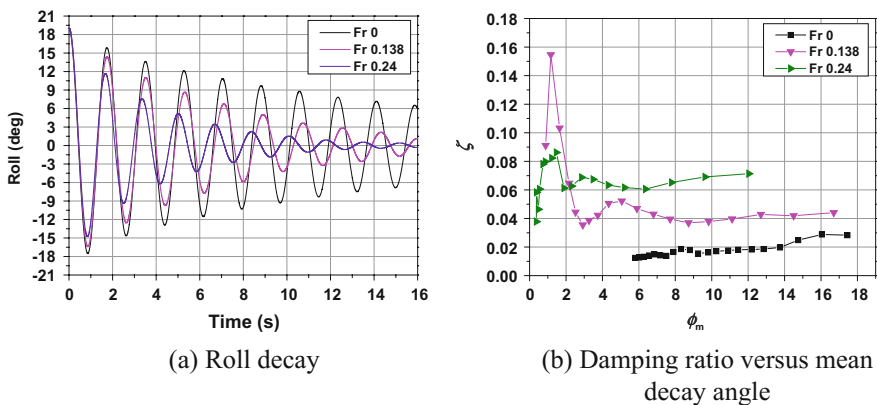 21
18
15
12
9
6
3
0
-3
-6
-9
-12
-15
-18
-21
Roll (deg)
0 2 4 6 8 10 12 14 16
Time (s)
Fr 0
Fr 0.138
Fr 0.24
(a) Roll decay
0.18
0.16
0.14
0.12
0.10
0.08
0.06
0.04
0.02
0.00
ζ
0 2 4 6 8 10 12 14 16 18
ϕm
Fr 0
Fr 0.138
Fr 0.24
(b) Damping ratio versus mean
decay angle